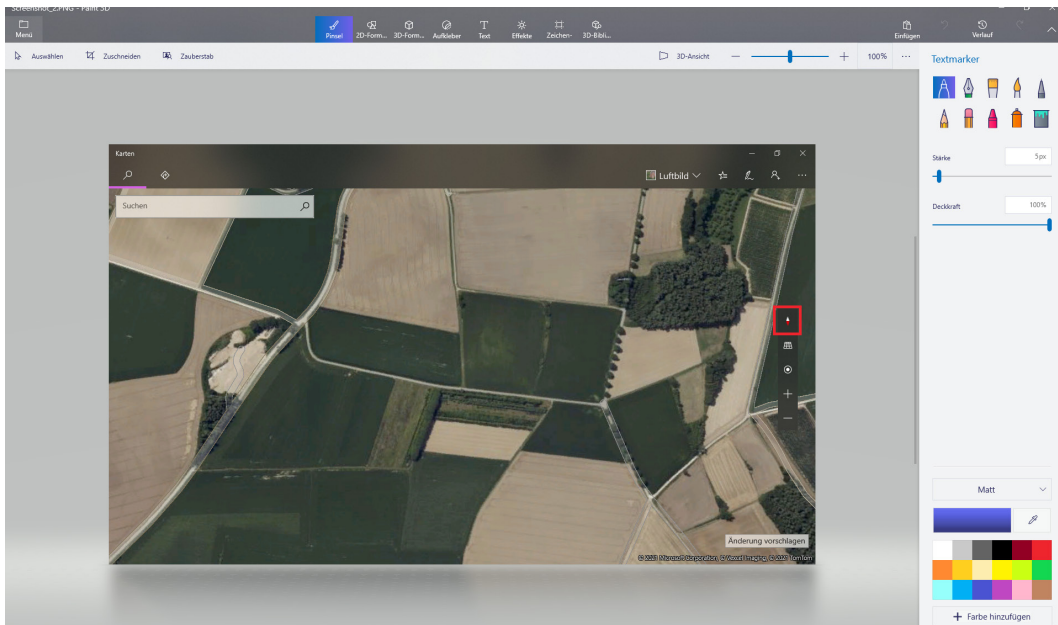 Screenshot_2.PNG - Paint 3D
Menü
Pinsel
2D-Form...
3D-Form...
Aufkleber
Text
Effekte
Zeichen-
3D-Bibli...
Einfügen
Verlauf
Auswählen
Zuschneiden
Zauberstab
3D-Ansicht
100%
Textmarker
Stärke
5px
Deckkraft
100%
Karten
Luftbild
Suchen
Änderung vorschlagen
© 2021 Microsoft Corporation, © Vexcel Imaging, © 2021 TomTom
Matt
Farbe hinzufügen